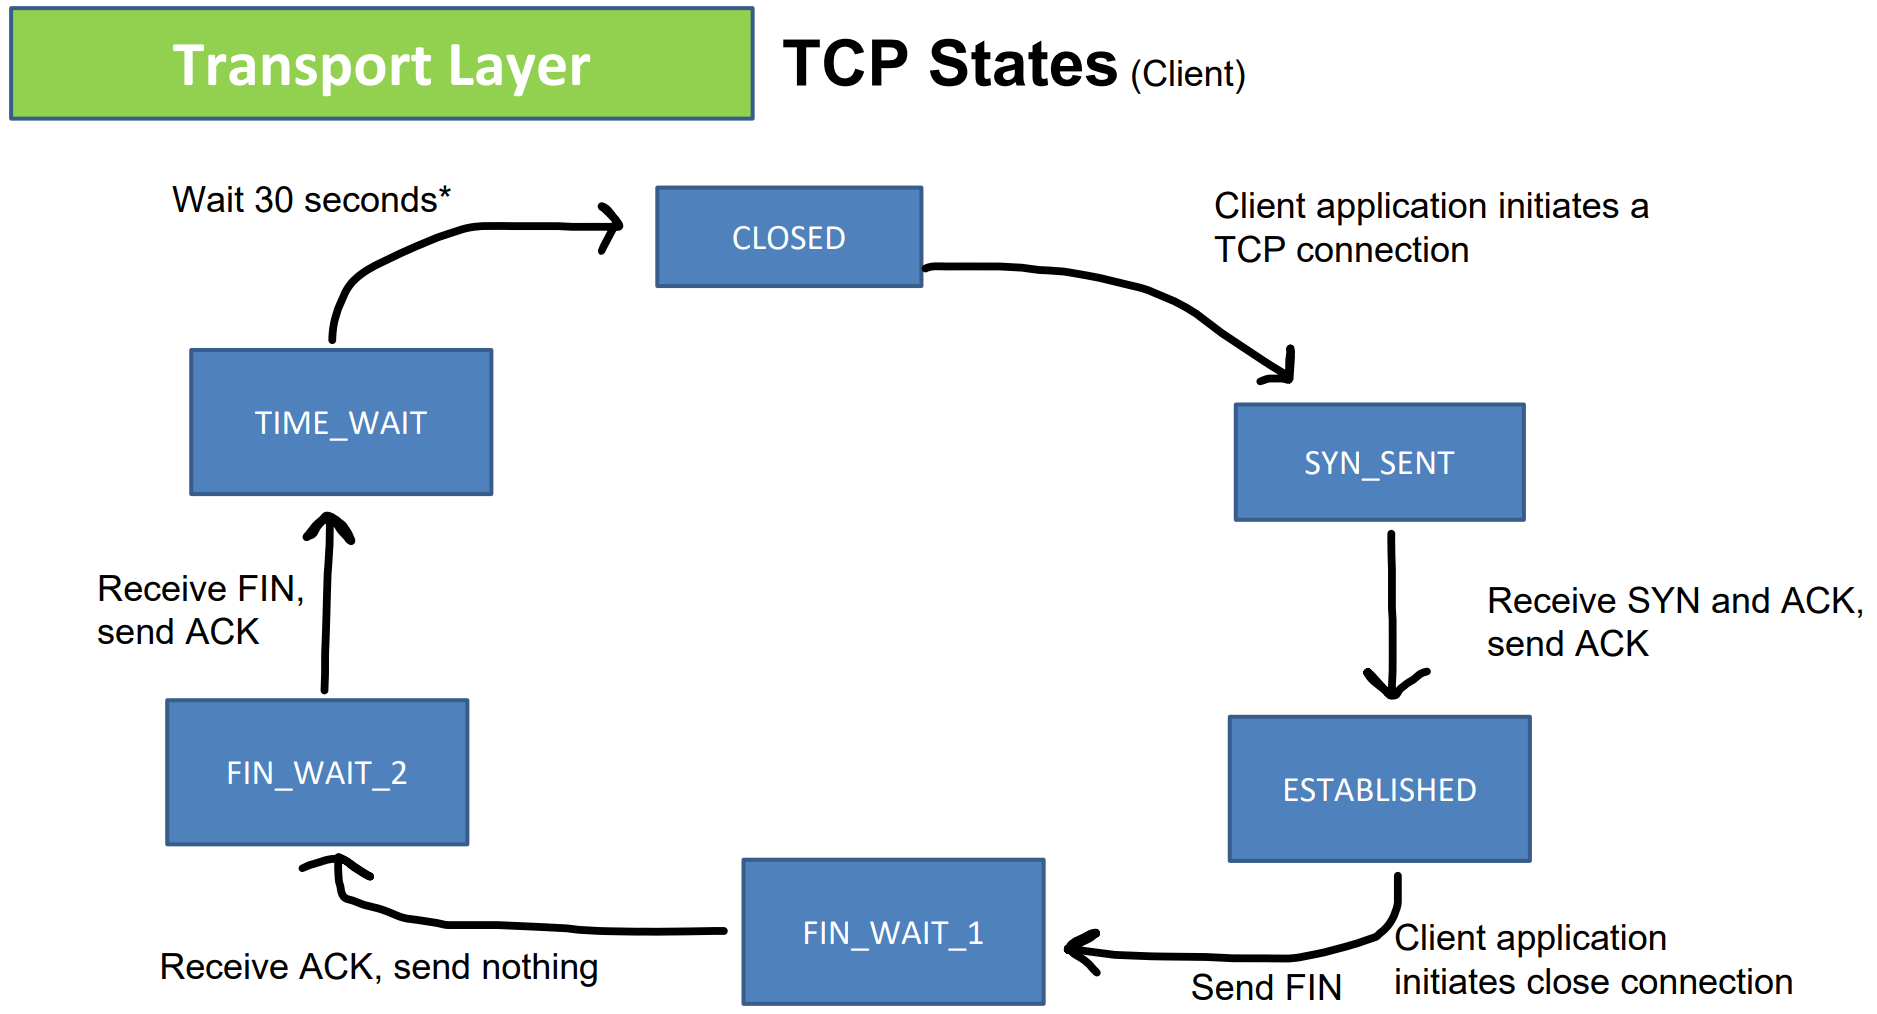 Transport Layer
TCP States (Client)
Wait 30 seconds*
CLOSED
Client application initiates a
TCP connection
TIME_WAIT
SYN_SENT
Receive FIN,
send ACK
Receive SYN and ACK,
send ACK
FIN_WAIT_2
ESTABLISHED
FIN_WAIT_1
Receive ACK, send nothing
Send FIN
Client application
initiates close connection